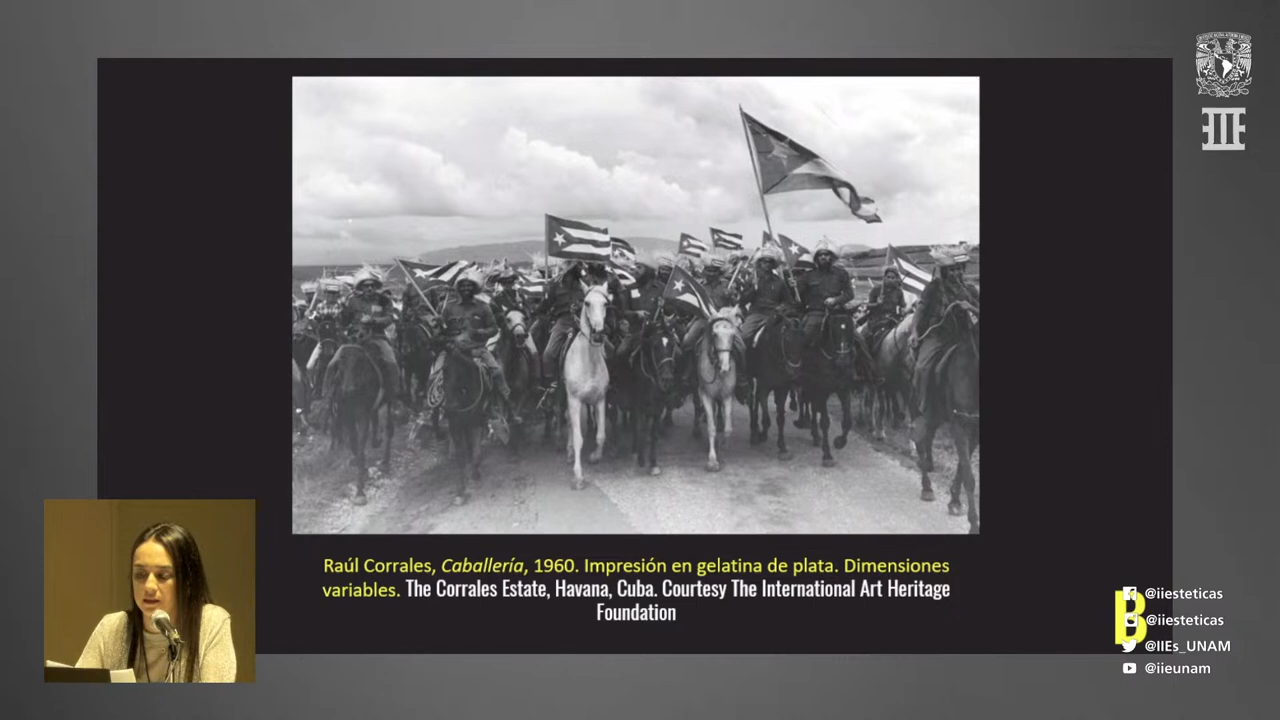 Raúl Corrales, Caballería, 1960. Impresión en gelatina de plata. Dimensiones
variables. The Corrales Estate, Havana, Cuba. Courtesy The International Art Heritage
Foundation
B
@iiesteticas
@iiesteticas
@IIEs_UNAM
@iieunam